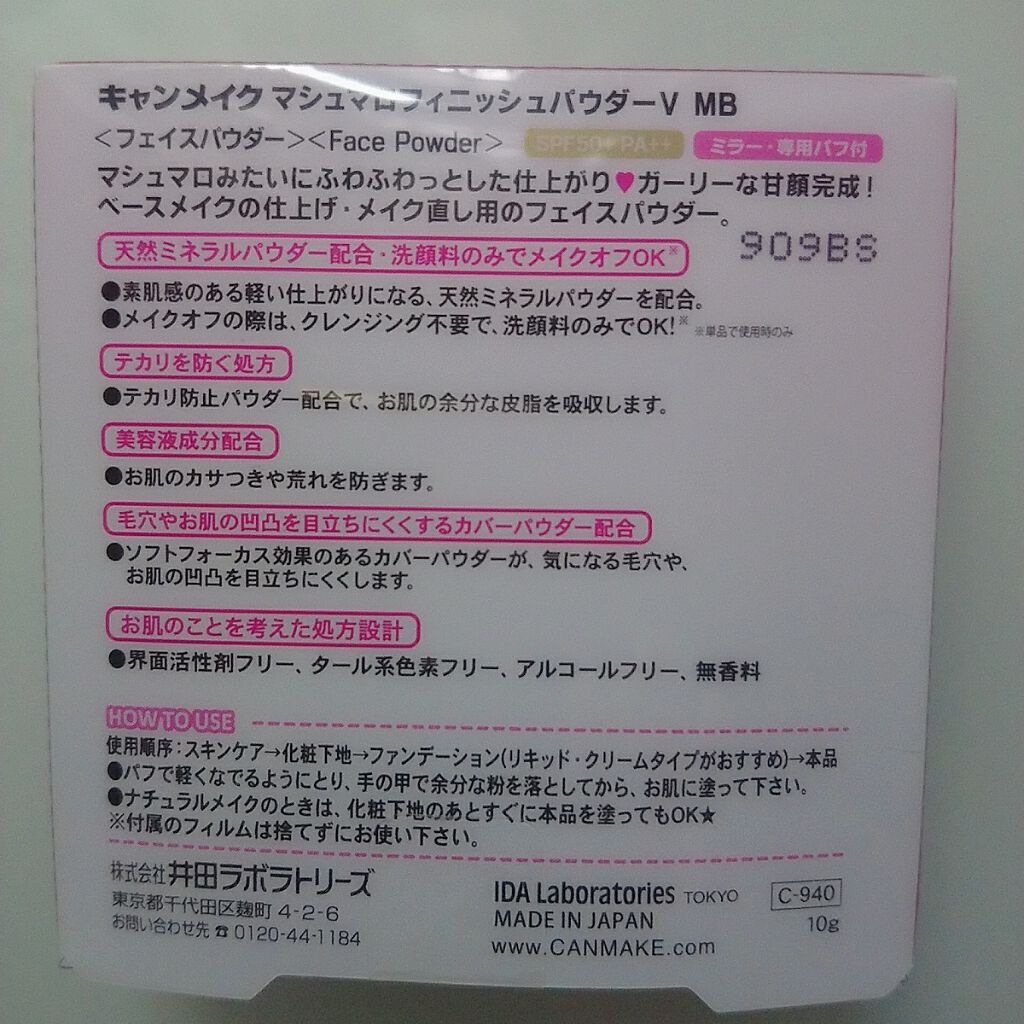 キャンメイク マシュマロフィニッシュパウダーV MB
<フェイスパウダー><Face Powder> SPF50+PA++ ミラー・専用パフ付
マシュマロみたいにふわふわっとした仕上がり♥ガーリーな甘顔完成!
ベースメイクの仕上げ・メイク直し用のフェイスパウダー。
909BS
天然ミネラルパウダー配合・洗顔料のみでメイクオフOK※
●素肌感のある軽い仕上がりになる、天然ミネラルパウダーを配合。
●メイクオフの際は、クレンジング不要で、洗顔料のみでOK!※ ※単品で使用時のみ
テカリを防ぐ処方
●テカリ防止パウダー配合で、お肌の余分な皮脂を吸収します。
美容液成分配合
●お肌のカサつきや荒れを防ぎます。
毛穴やお肌の凹凸を目立ちにくくするカバーパウダー配合
●ソフトフォーカス効果のあるカバーパウダーが、気になる毛穴や、
お肌の凹凸を目立ちにくくします。
お肌のことを考えた処方設計
●界面活性剤フリー、タール系色素フリー、アルコールフリー、無香料
HOW TO USE
使用順序:スキンケア→化粧下地→ファンデーション(リキッド・クリームタイプがおすすめ)→本品
●パフで軽くなでるようにとり、手の甲で余分な粉を落としてから、お肌に塗って下さい。
●ナチュラルメイクのときは、化粧下地のあとすぐに本品を塗ってもOK★
※付属のフィルムは捨てずにお使い下さい。
株式会社 井田ラボラトリーズ
東京都千代田区麹町 4-2-6
お問い合わせ先 ☎ 0120-44-1184
IDA Laboratories TOKYO
MADE IN JAPAN
www.CANMAKE.com
C-940
10g